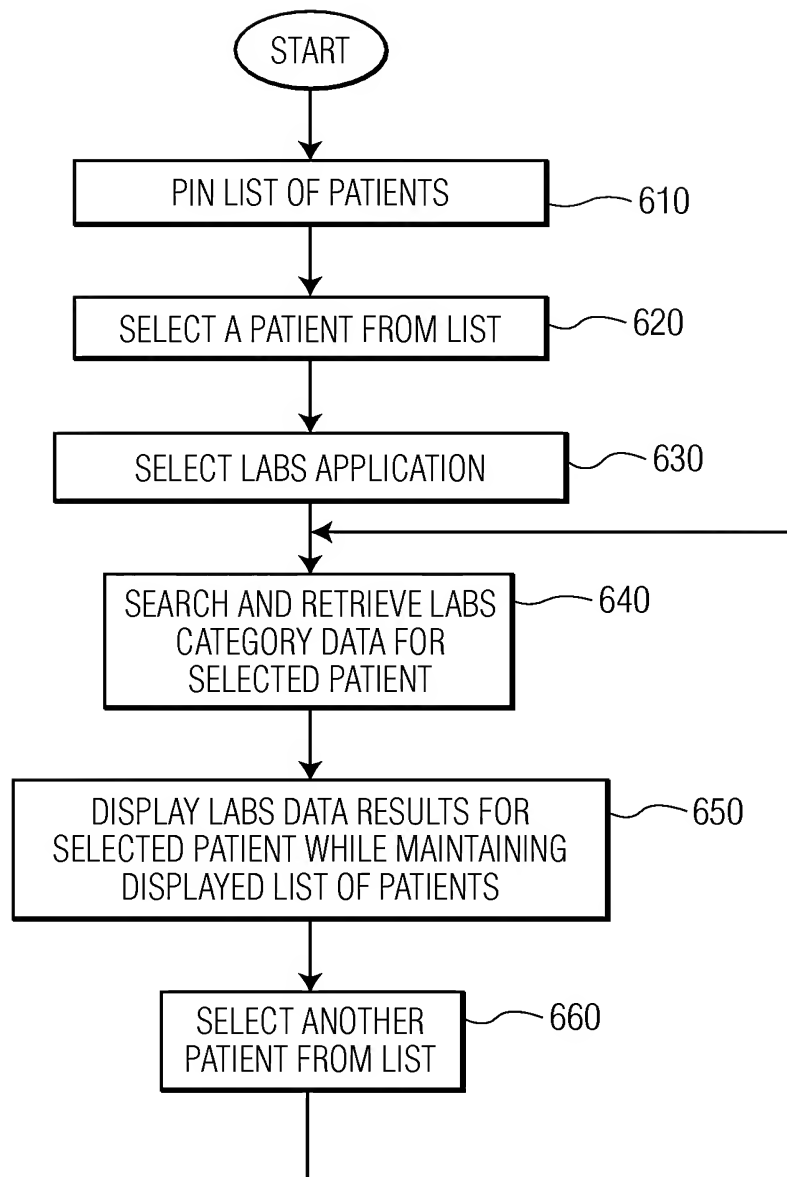 START
PIN LIST OF PATIENTS
610
SELECT A PATIENT FROM LIST
620
SELECT LABS APPLICATION
630
SEARCH AND RETRIEVE LABS
CATEGORY DATA FOR
SELECTED PATIENT
640
DISPLAY LABS DATA RESULTS FOR
SELECTED PATIENT WHILE MAINTAINING
DISPLAYED LIST OF PATIENTS
650
SELECT ANOTHER
PATIENT FROM LIST
660